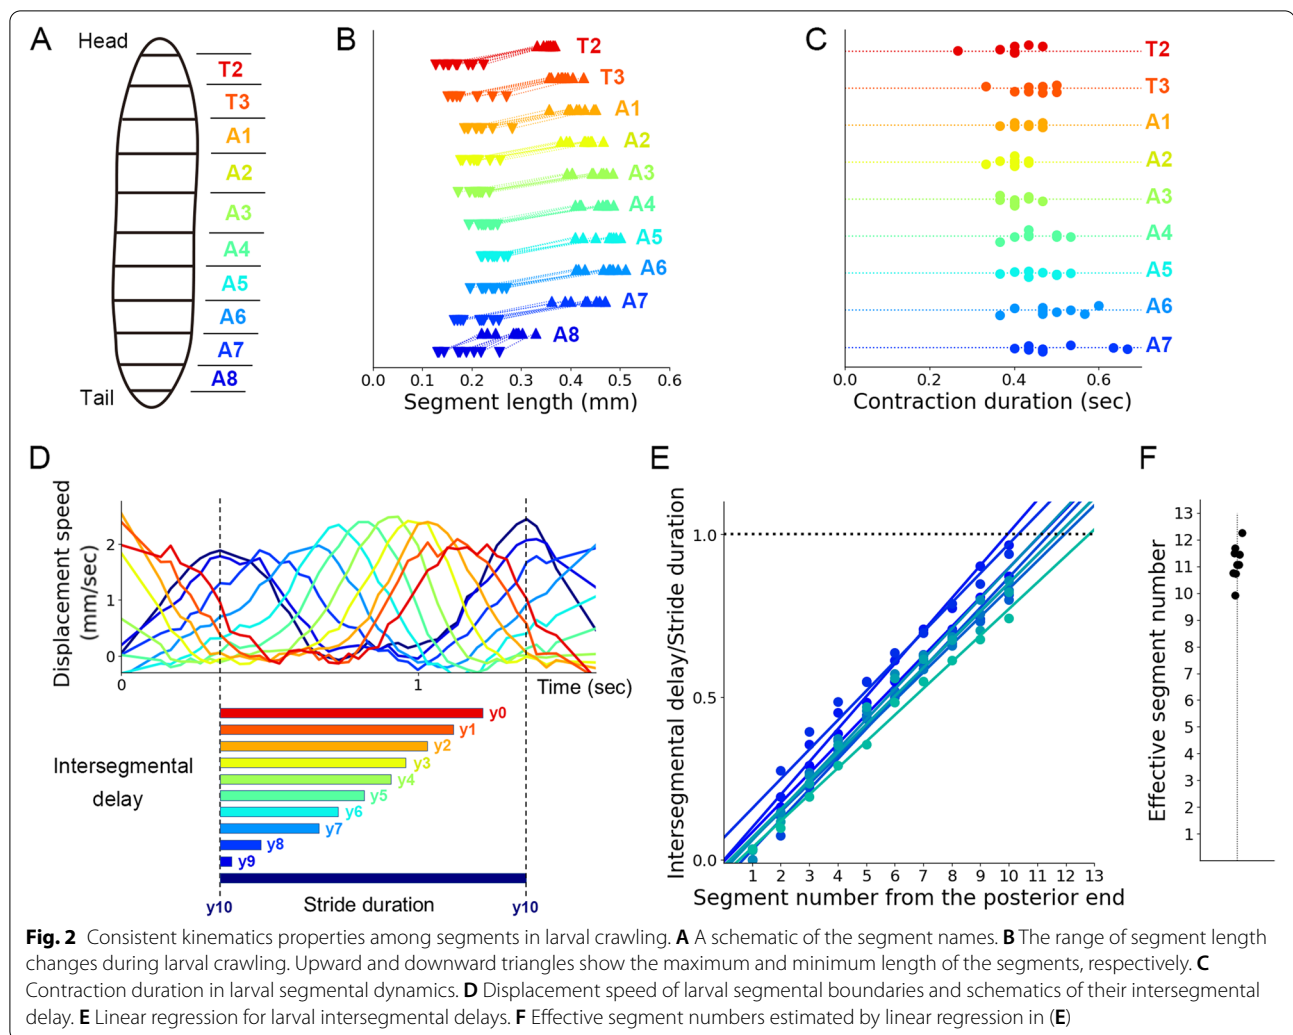 A
Head
T2
T3
A1
A2
A3
A4
A5
A6
A7
A8
Tail
B
T2
T3
A1
A2
A3
A4
A5
A6
A7
A8
0.0 0.1 0.2 0.3 0.4 0.5 0.6
Segment length (mm)
C
T2
T3
A1
A2
A3
A4
A5
A6
A7
0.0 0.2 0.4 0.6
Contraction duration (sec)
D
Displacement speed
(mm/sec)
2
1
0
0 1 Time (sec)
Intersegmental
delay
y0
y1
y2
y3
y4
y5
y6
y7
y8
y9
y10 Stride duration y10
E
Intersegmental delay/Stride duration
1.0
0.5
0.0
1 2 3 4 5 6 7 8 9 10 11 12 13
Segment number from the posterior end
F
Effective segment number
13
12
11
10
9
8
7
6
5
4
3
2
1
Fig. 2 Consistent kinematics properties among segments in larval crawling. A A schematic of the segment names. B The range of segment length
changes during larval crawling. Upward and downward triangles show the maximum and minimum length of the segments, respectively. C
Contraction duration in larval segmental dynamics. D Displacement speed of larval segmental boundaries and schematics of their intersegmental
delay. E Linear regression for larval intersegmental delays. F Effective segment numbers estimated by linear regression in (E)